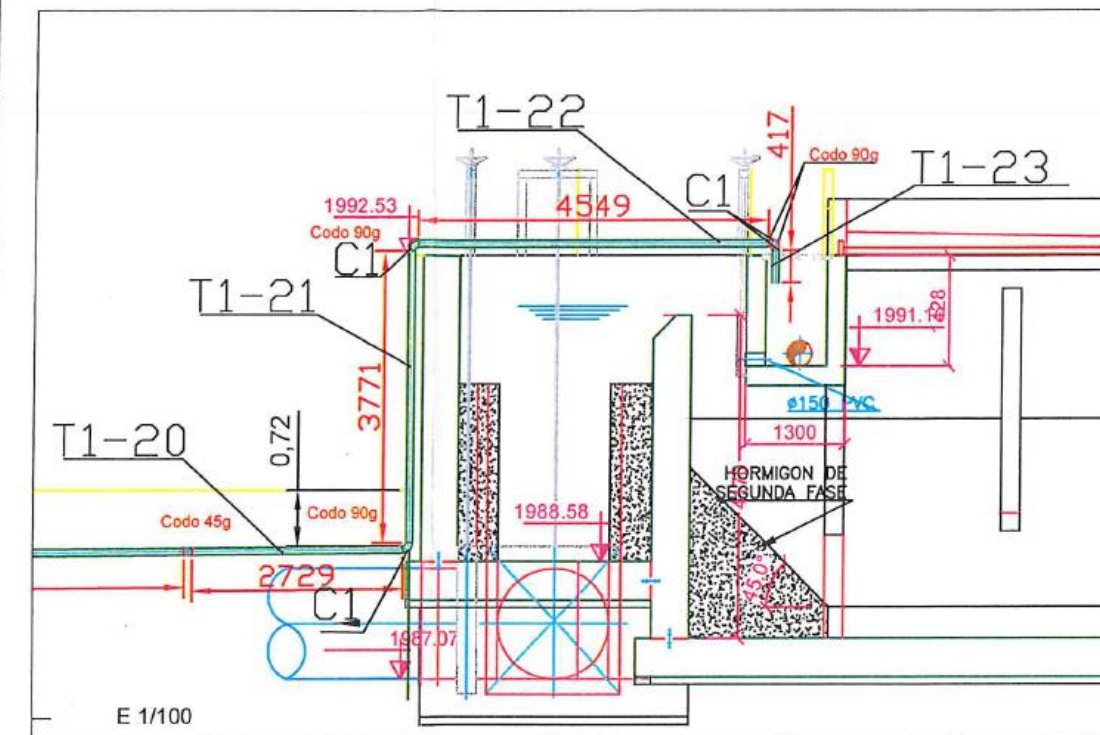 T1-22
417
Codo 90g
T1-23
C1
1992.53
4549
Codo 90g
C1
T1-21
1991.1
628
3771
ø150 PVC
T1-20
0,72
1300
HORMIGON DE
SEGUNDA FASE
1988.58
Codo 45g
Codo 90g
45.0°
2729
C1
1987.07
E 1/100